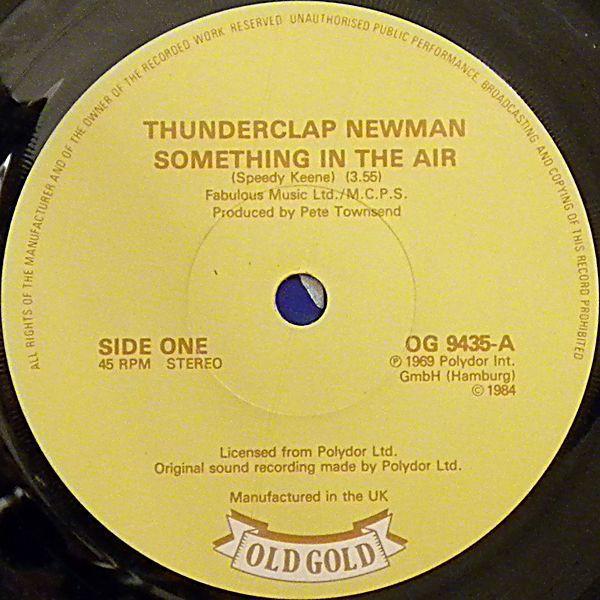 ALL RIGHTS OF THE MANUFACTURER AND OF THE OWNER OF THE RECORDED WORK RESERVED UNAUTHORISED PUBLIC PERFORMANCE, BROADCASTING AND COPYING OF THIS RECORD PROHIBITED
THUNDERCLAP NEWMAN
SOMETHING IN THE AIR
(Speedy Keene) (3.55)
Fabulous Music Ltd./M.C.P.S.
Produced by Pete Townsend
SIDE ONE
45 RPM STEREO
OG 9435-A
℗ 1969 Polydor Int.
GmbH (Hamburg)
© 1984
Licensed from Polydor Ltd.
Original sound recording made by Polydor Ltd.
Manufactured in the UK
OLD GOLD